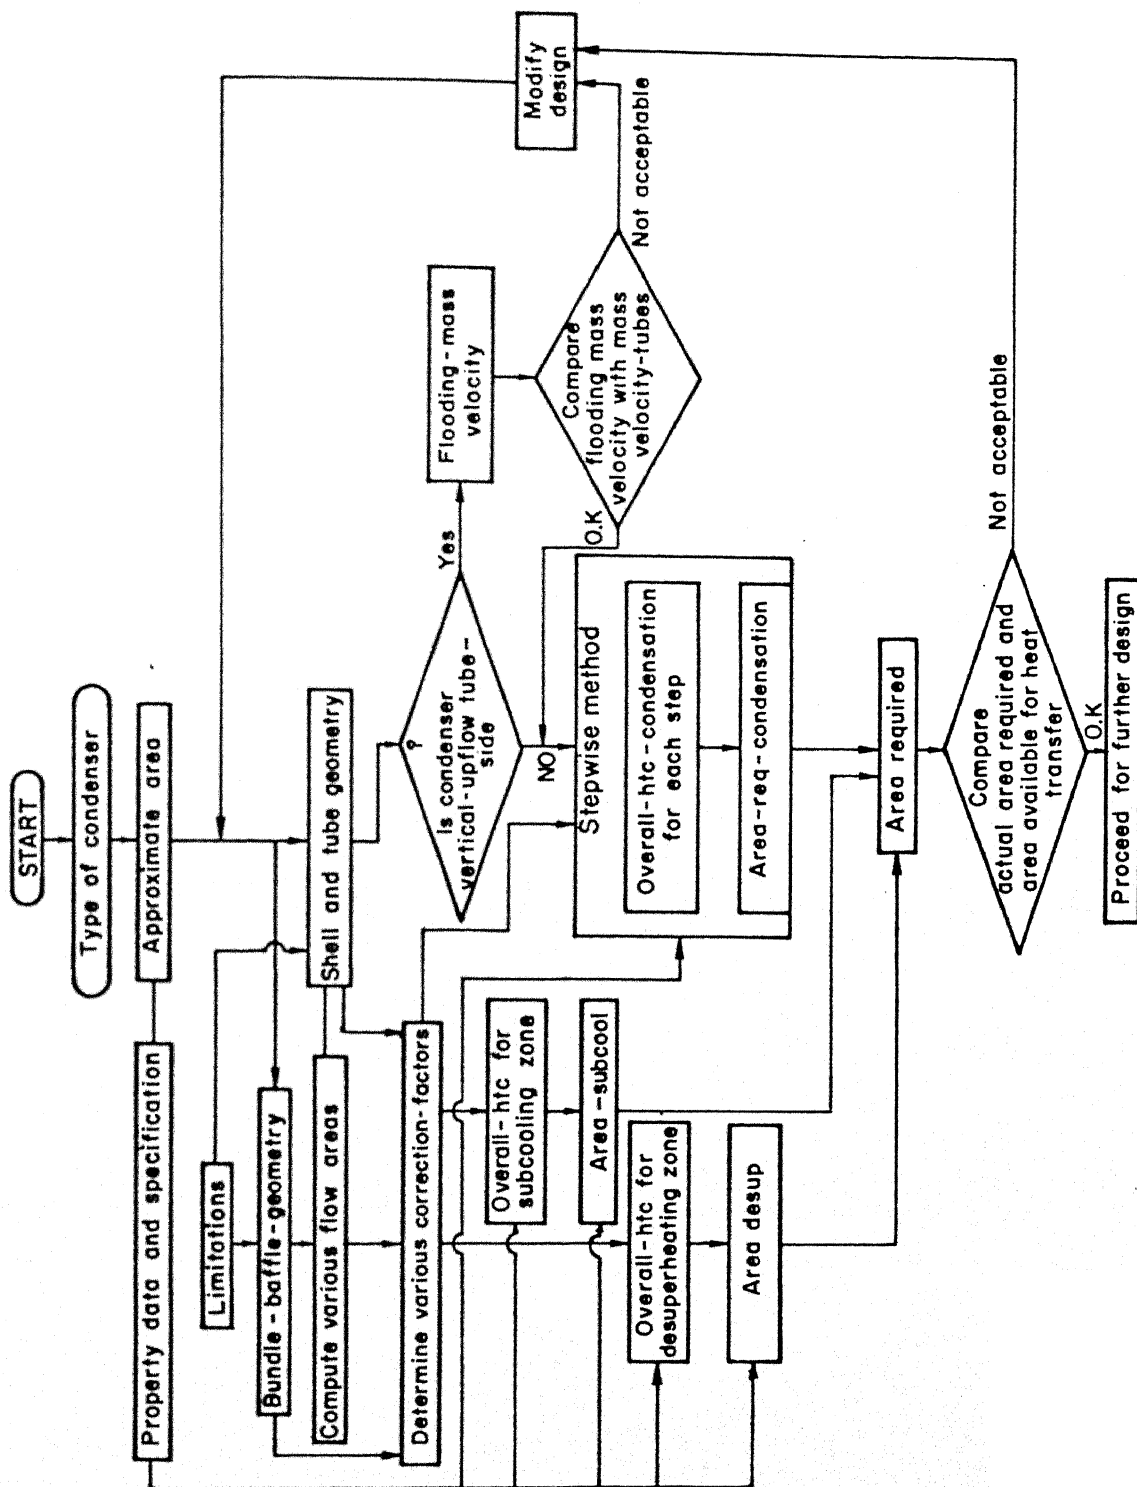 START
Type of condenser
Approximate area
Property data and specification
Limitations
Bundle-baffle-geometry
Shell and tube geometry
Compute various flow areas
Determine various correction-factors
?
Is condenser
vertical-upflow tube-
side
Yes
NO
Flooding-mass
velocity
Compare
flooding mass
velocity with mass
velocity-tubes
O.K
Not acceptable
Modify
design
Stepwise method
Overall-htc-condensation
for each step
Area-req-condensation
Overall-htc for
subcooling zone
Area-subcool
Overall-htc for
desuperheating zone
Area desup
Area required
Compare
actual area required and
area available for heat
transfer
Not acceptable
O.K
Proceed for further design